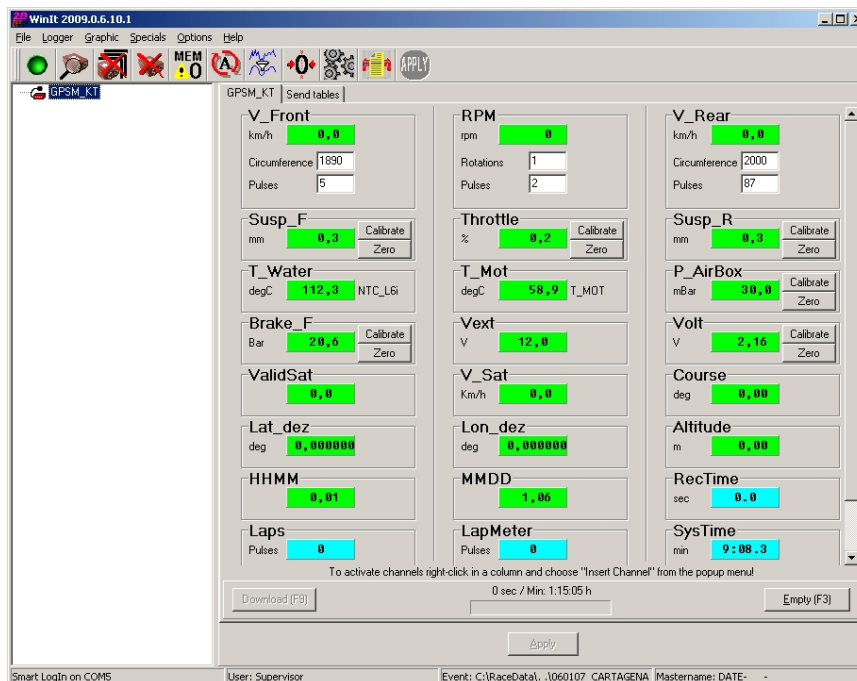 WinIt 2009.0.6.10.1
File Logger Graphic Specials Options Help
MEM 0 A 0 APPLY
GPSM_KT
GPSM_KT Send tables
V_Front RPM V_Rear
km/h 0,0 rpm 0 km/h 0,0
Circumference 1890 Rotations 1 Circumference 2000
Pulses 5 Pulses 2 Pulses 87
Susp_F Throttle Susp_R
mm 0,3 Calibrate Zero % 0,2 Calibrate Zero mm 0,3 Calibrate Zero
T_Water T_Mot P_AirBox
degC 112,3 NTC_L6i degC 58,9 T_MOT mBar 30,0 Calibrate Zero
Brake_F Vext Volt
Bar 20,6 Calibrate Zero V 12,0 V 2,16 Calibrate Zero
ValidSat V_Sat Course
0,0 Km/h 0,0 deg 0,00
Lat_dez Lon_dez Altitude
deg 0,000000 deg 0,000000 m 0,00
HHMM MMDD RecTime
0,01 1,06 sec 0.0
Laps LapMeter SysTime
Pulses 0 Pulses 0 min 9:08.3
To activate channels right-click in a column and choose "Insert Channel" from the popup menu!
Download (F9) 0 sec / Min: 1:15:05 h Empty (F3)
Apply
Smart LogIn on COM5 User: Supervisor Event: C:\RaceData\. .\060107_CARTAGENA Mastername: DATE- -